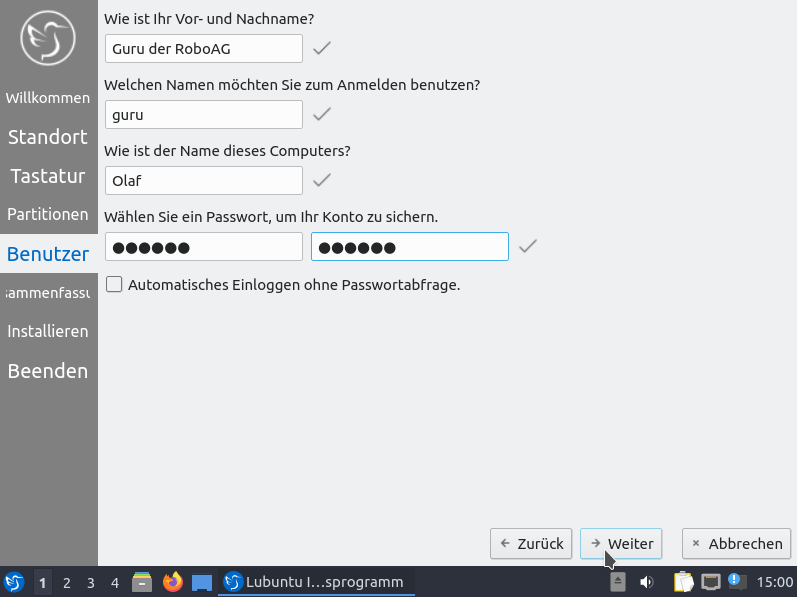 Wie ist Ihr Vor- und Nachname?
Guru der RoboAG
Welchen Namen möchten Sie zum Anmelden benutzen?
guru
Wie ist der Name dieses Computers?
Olaf
Wählen Sie ein Passwort, um Ihr Konto zu sichern.
●●●●●● ●●●●●●
Automatisches Einloggen ohne Passwortabfrage.
Willkommen
Standort
Tastatur
Partitionen
Benutzer
sammenfassu
Installieren
Beenden
Zurück Weiter Abbrechen
1 2 3 4 Lubuntu I...sprogramm 15:00